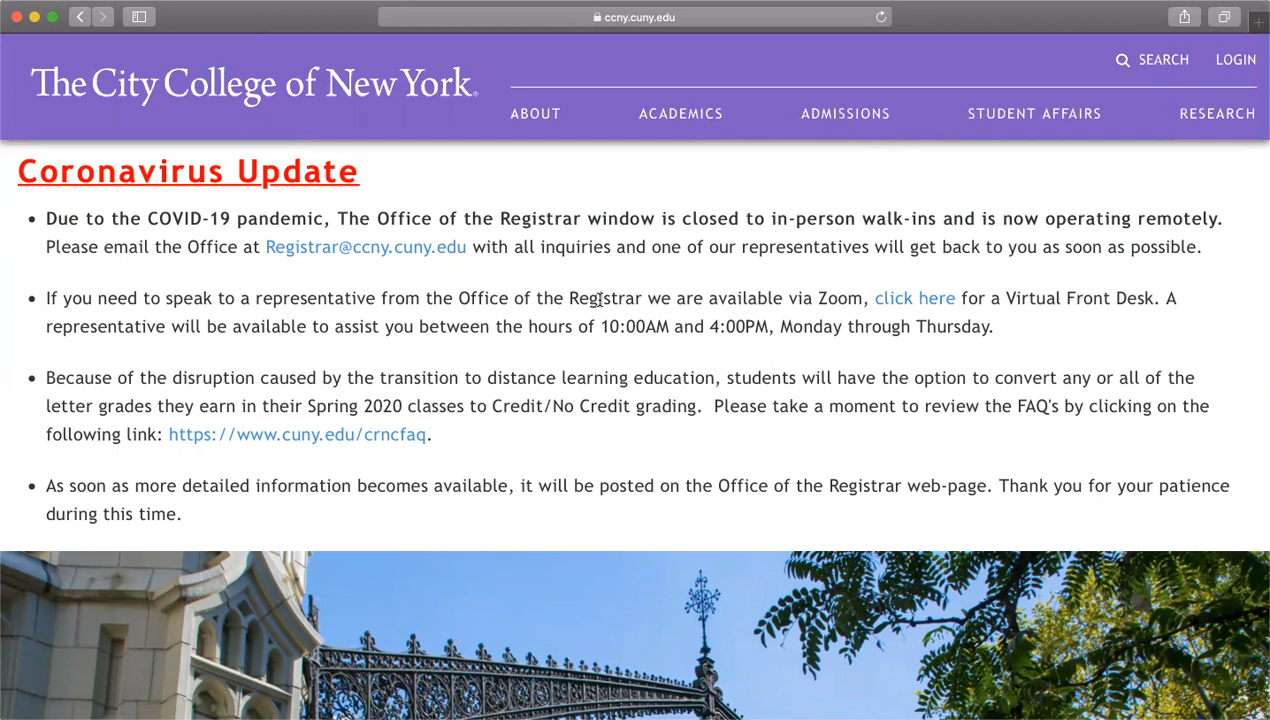 ccny.cuny.edu
SEARCH LOGIN
The City College of New York
ABOUT ACADEMICS ADMISSIONS STUDENT AFFAIRS RESEARCH
Coronavirus Update
• Due to the COVID-19 pandemic, The Office of the Registrar window is closed to in-person walk-ins and is now operating remotely.
Please email the Office at Registrar@ccny.cuny.edu with all inquiries and one of our representatives will get back to you as soon as possible.
• If you need to speak to a representative from the Office of the Registrar we are available via Zoom, click here for a Virtual Front Desk. A
representative will be available to assist you between the hours of 10:00AM and 4:00PM, Monday through Thursday.
• Because of the disruption caused by the transition to distance learning education, students will have the option to convert any or all of the
letter grades they earn in their Spring 2020 classes to Credit/No Credit grading.  Please take a moment to review the FAQ's by clicking on the
following link: https://www.cuny.edu/crncfaq.
• As soon as more detailed information becomes available, it will be posted on the Office of the Registrar web-page. Thank you for your patience
during this time.